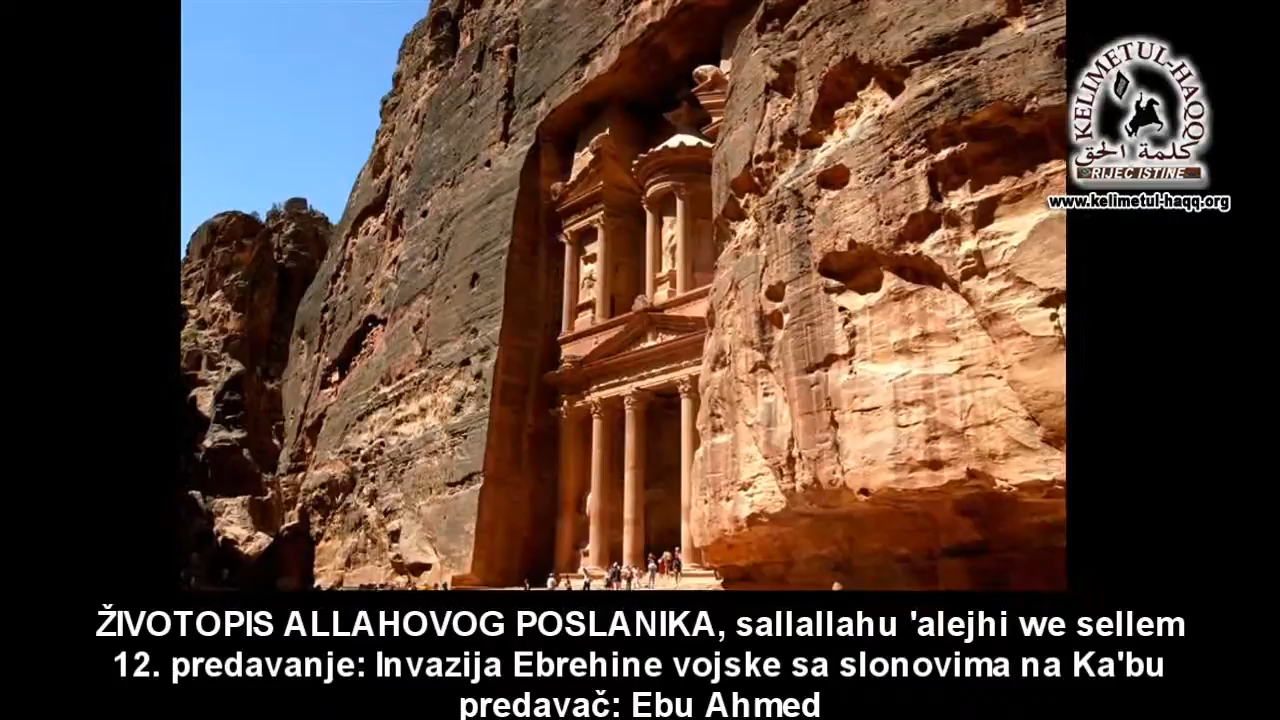 KELIMETUL-HAQQ
كلمة الحق
RIJEC ISTINE
www.kelimetul-haqq.org
ŽIVOTOPIS ALLAHOVOG POSLANIKA, sallallahu 'alejhi we sellem
12. predavanje: Invazija Ebrehine vojske sa slonovima na Ka'bu
predavač: Ebu Ahmed